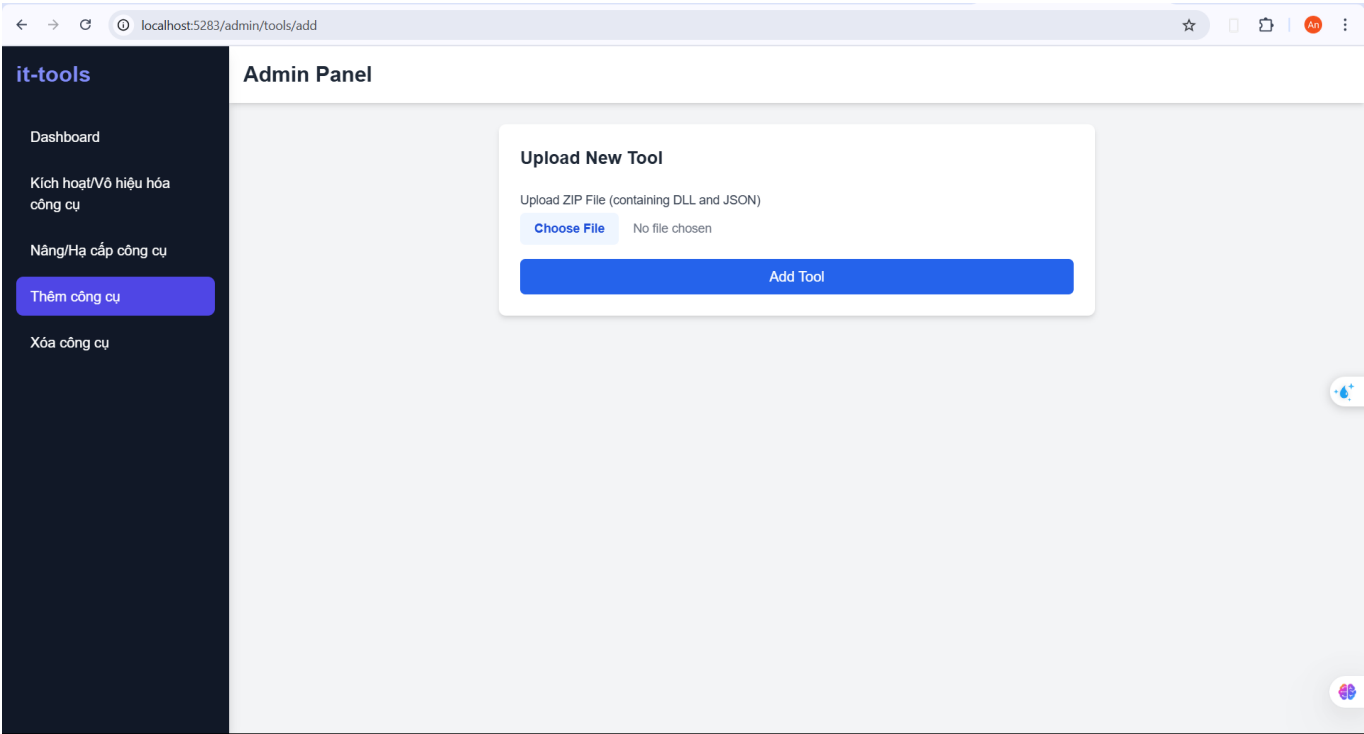 localhost:5283/admin/tools/add
An
it-tools
Admin Panel
Dashboard
Kích hoạt/Vô hiệu hóa
công cụ
Nâng/Hạ cấp công cụ
Thêm công cụ
Xóa công cụ
Upload New Tool
Upload ZIP File (containing DLL and JSON)
Choose File No file chosen
Add Tool